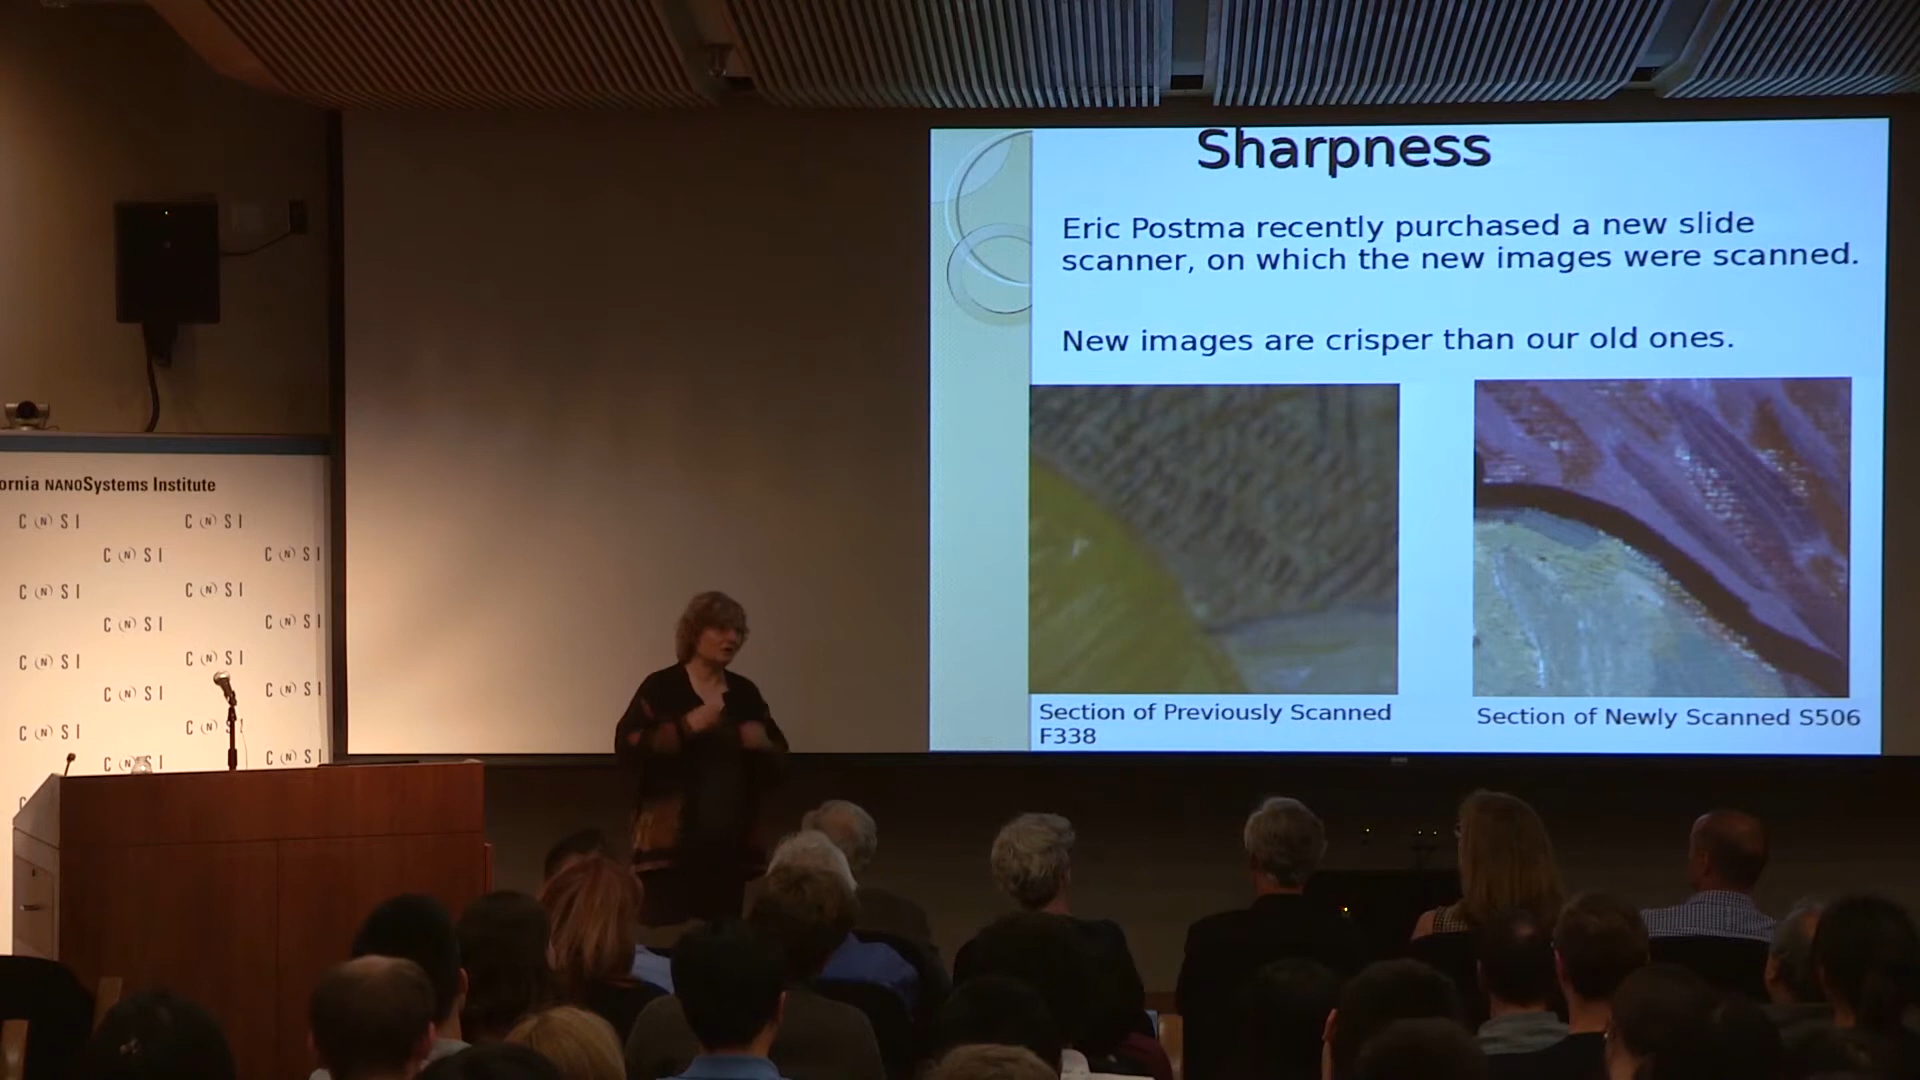 Sharpness
Eric Postma recently purchased a new slide
scanner, on which the new images were scanned.
New images are crisper than our old ones.
Section of Previously Scanned
F338
Section of Newly Scanned S506
ornia NANOSystems Institute
C N S I C N S I
C N S I C N S I
C N S I C N S I
C N S I C N S I
C N S I C N S I
C N S I C N S I
C N S I C N S I
C N S I C N S I